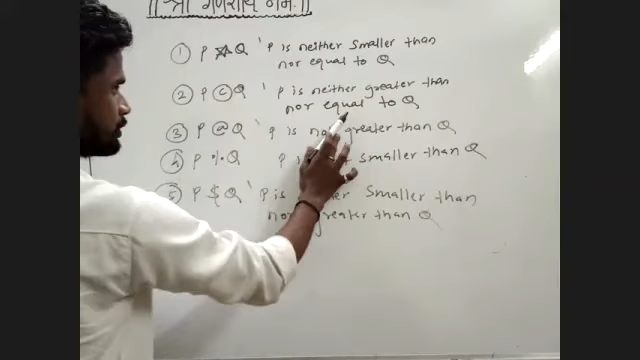 || श्री गणेशाय नमः ||
① P ★ Q ' P is neither smaller than
nor equal to Q
② P © Q ' P is neither greater than
nor equal to Q
③ P @ Q ' P is not greater than Q
④ P % Q P is smaller than Q
⑤ P $ Q ' P is Smaller than
nor greater than Q